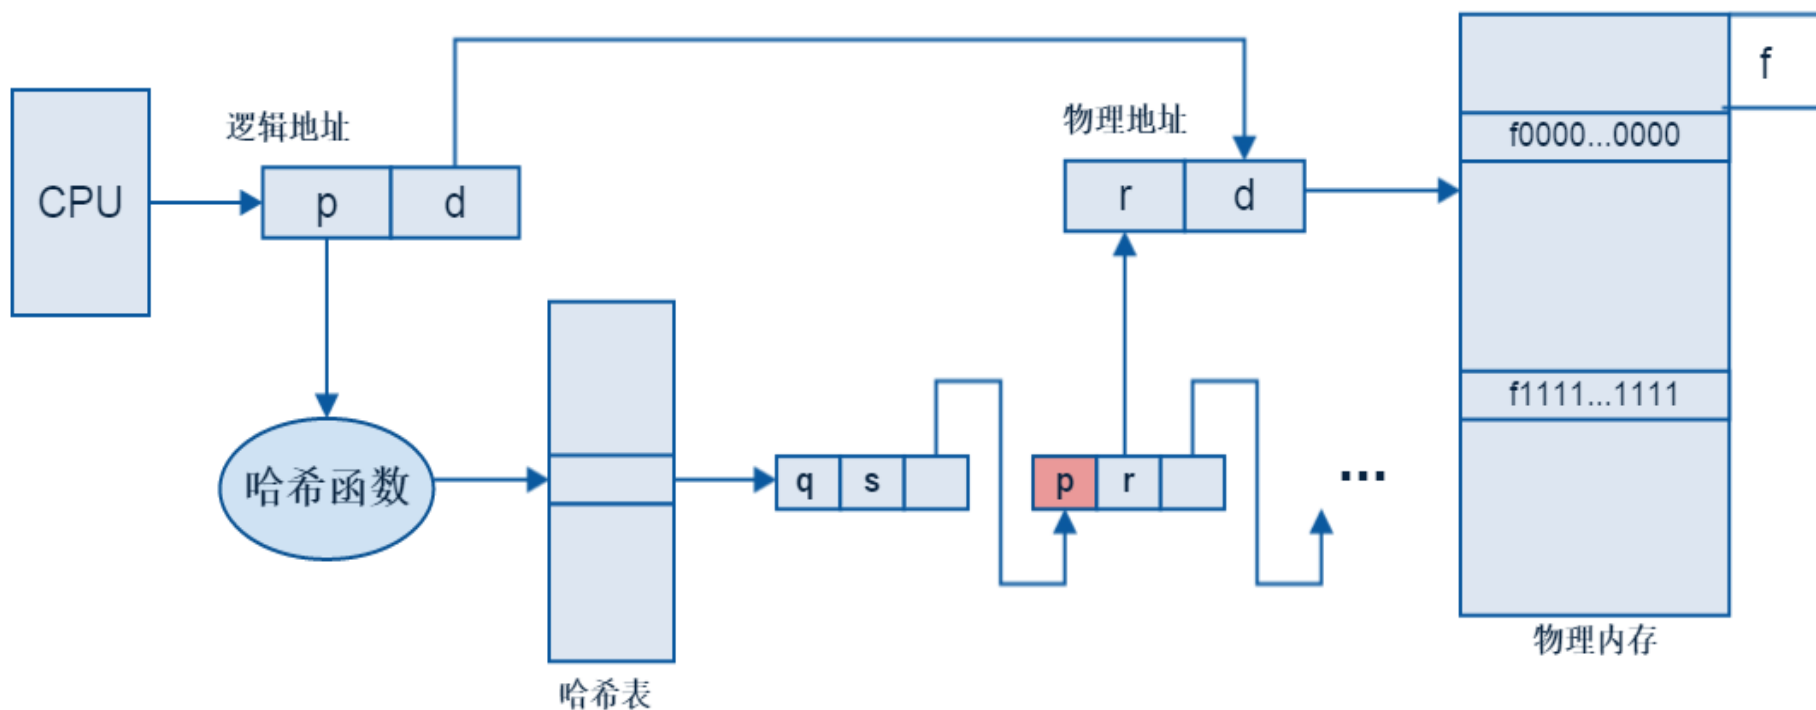 f
逻辑地址
物理地址
f0000...0000
CPU
p
d
r
d
f1111...1111
哈希函数
q
s
p
r
...
物理内存
哈希表